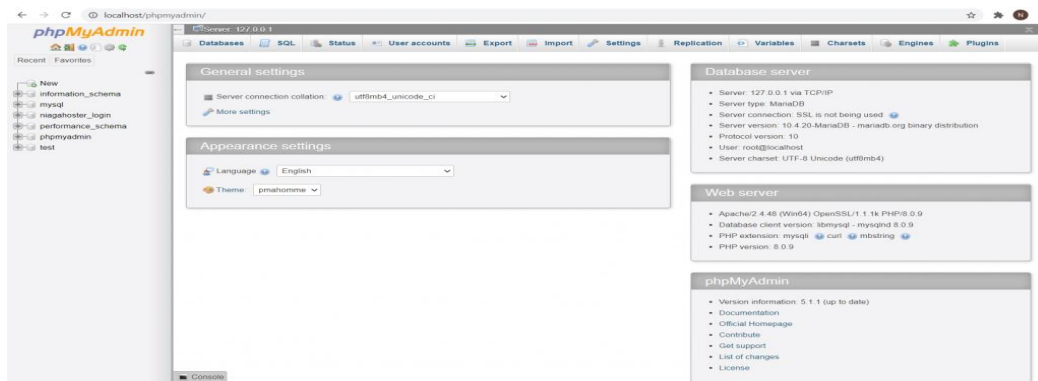 localhost/phpmyadmin/
N
phpMyAdmin
Recent Favorites
New
information_schema
mysql
niagahoster_login
performance_schema
phpmyadmin
test
Server: 127.0.0.1
Databases SQL Status User accounts Export Import Settings Replication Variables Charsets Engines Plugins
General settings
Server connection collation: utf8mb4_unicode_ci
More settings
Appearance settings
Language English
Theme: pmahomme
Console
Database server
Server: 127.0.0.1 via TCP/IP
Server type: MariaDB
Server connection: SSL is not being used
Server version: 10.4.20-MariaDB - mariadb.org binary distribution
Protocol version: 10
User: root@localhost
Server charset: UTF-8 Unicode (utf8mb4)
Web server
Apache/2.4.48 (Win64) OpenSSL/1.1.1k PHP/8.0.9
Database client version: libmysql - mysqlnd 8.0.9
PHP extension: mysqli curl mbstring
PHP version: 8.0.9
phpMyAdmin
Version information: 5.1.1 (up to date)
Documentation
Official Homepage
Contribute
Get support
List of changes
License